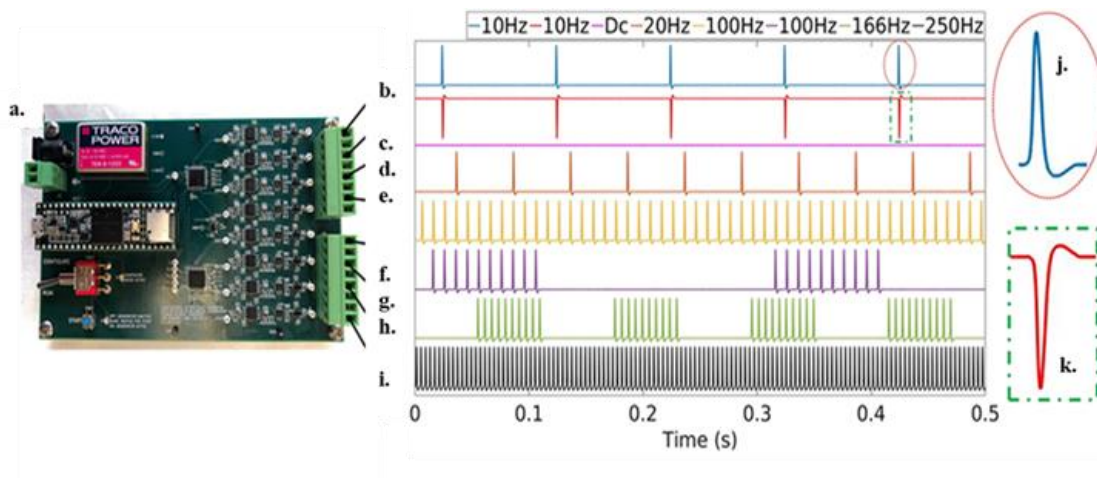 10Hz 10Hz Dc 20Hz 100Hz 100Hz 166Hz 250Hz
a.
TRACO
POWER
b.
c.
d.
e.
f.
g.
h.
i.
j.
k.
0 0.1 0.2 0.3 0.4 0.5
Time (s)